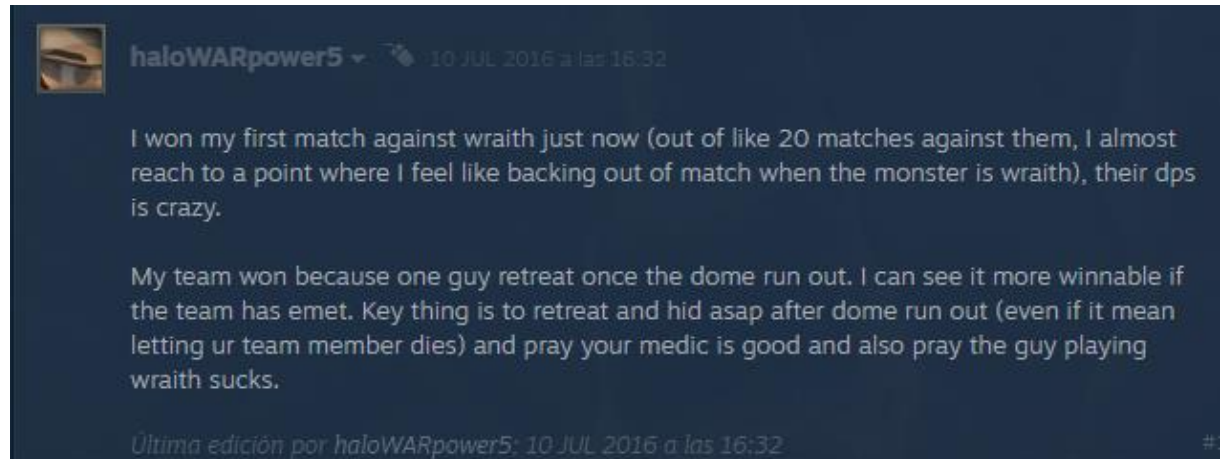 haloWARpower5 10 JUL 2016 a las 16:32
I won my first match against wraith just now (out of like 20 matches against them, I almost
reach to a point where I feel like backing out of match when the monster is wraith), their dps
is crazy.
My team won because one guy retreat once the dome run out. I can see it more winnable if
the team has emet. Key thing is to retreat and hid asap after dome run out (even if it mean
letting ur team member dies) and pray your medic is good and also pray the guy playing
wraith sucks.
Última edición por haloWARpower5; 10 JUL 2016 a las 16:32